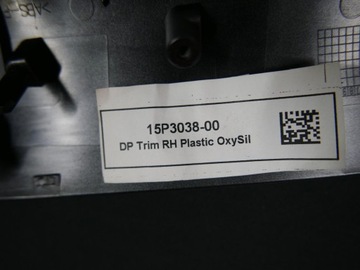 15P3038-00
DP Trim RH Plastic OxySil